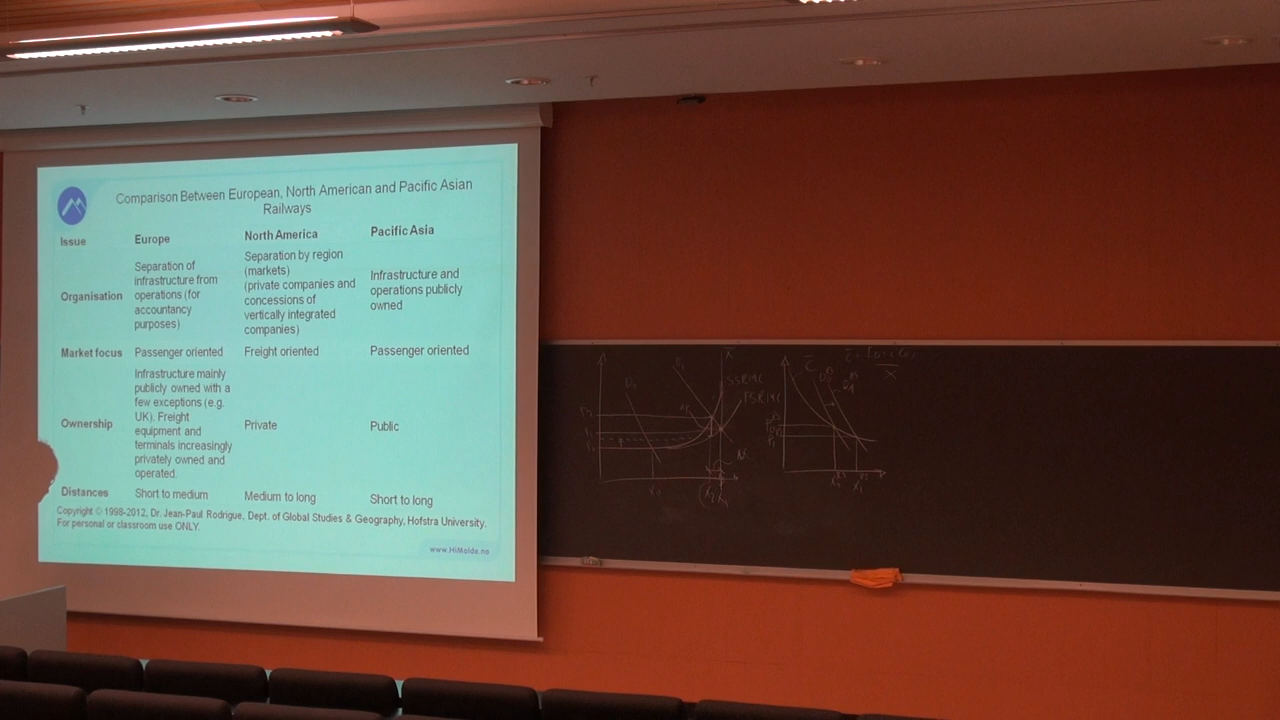 Comparison Between European, North American and Pacific Asian
Railways
Issue
Europe
North America
Pacific Asia
Organisation
Separation of
infrastructure from
operations (for
accountancy
purposes)
Separation by region
(markets)
(private companies and
concessions of
vertically integrated
companies)
Infrastructure and
operations publicly
owned
Market focus
Passenger oriented
Freight oriented
Passenger oriented
Ownership
Infrastructure mainly
publicly owned with a
few exceptions (e.g.
UK). Freight
equipment and
terminals increasingly
privately owned and
operated.
Private
Public
Distances
Short to medium
Medium to long
Short to long
Copyright © 1998-2012, Dr. Jean-Paul Rodrigue, Dept. of Global Studies & Geography, Hofstra University.
For personal or classroom use ONLY.
www.HiMolde.no
SSRMC